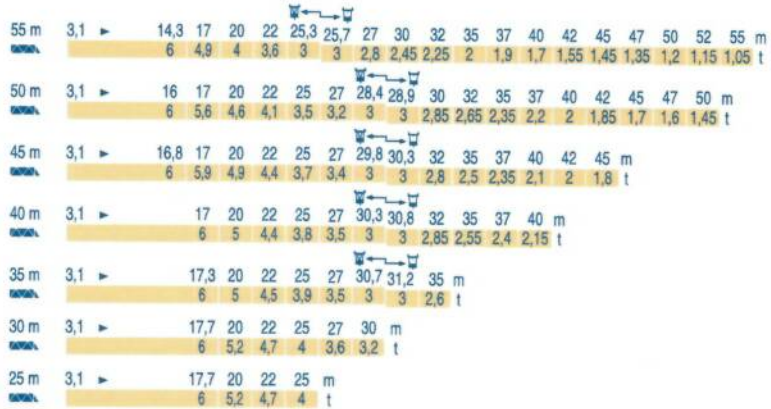 55 m 3,1 ► 14,3 17 20 22 25,3 25,7 27 30 32 35 37 40 42 45 47 50 52 55 m
6 4,9 4 3,6 3 3 2,8 2,45 2,25 2 1,9 1,7 1,55 1,45 1,35 1,2 1,15 1,05 t
50 m 3,1 ► 16 17 20 22 25 27 28,4 28,9 30 32 35 37 40 42 45 47 50 m
6 5,6 4,6 4,1 3,5 3,2 3 3 2,85 2,65 2,35 2,2 2 1,85 1,7 1,6 1,45 t
45 m 3,1 ► 16,8 17 20 22 25 27 29,8 30,3 32 35 37 40 42 45 m
6 5,9 4,9 4,4 3,7 3,4 3 3 2,8 2,5 2,35 2,1 2 1,8 t
40 m 3,1 ► 17 20 22 25 27 30,3 30,8 32 35 37 40 m
6 5 4,4 3,8 3,5 3 3 2,85 2,55 2,4 2,15 t
35 m 3,1 ► 17,3 20 22 25 27 30,7 31,2 35 m
6 5 4,5 3,9 3,5 3 3 2,6 t
30 m 3,1 ► 17,7 20 22 25 27 30 m
6 5,2 4,7 4 3,6 3,2 t
25 m 3,1 ► 17,7 20 22 25 m
6 5,2 4,7 4 t